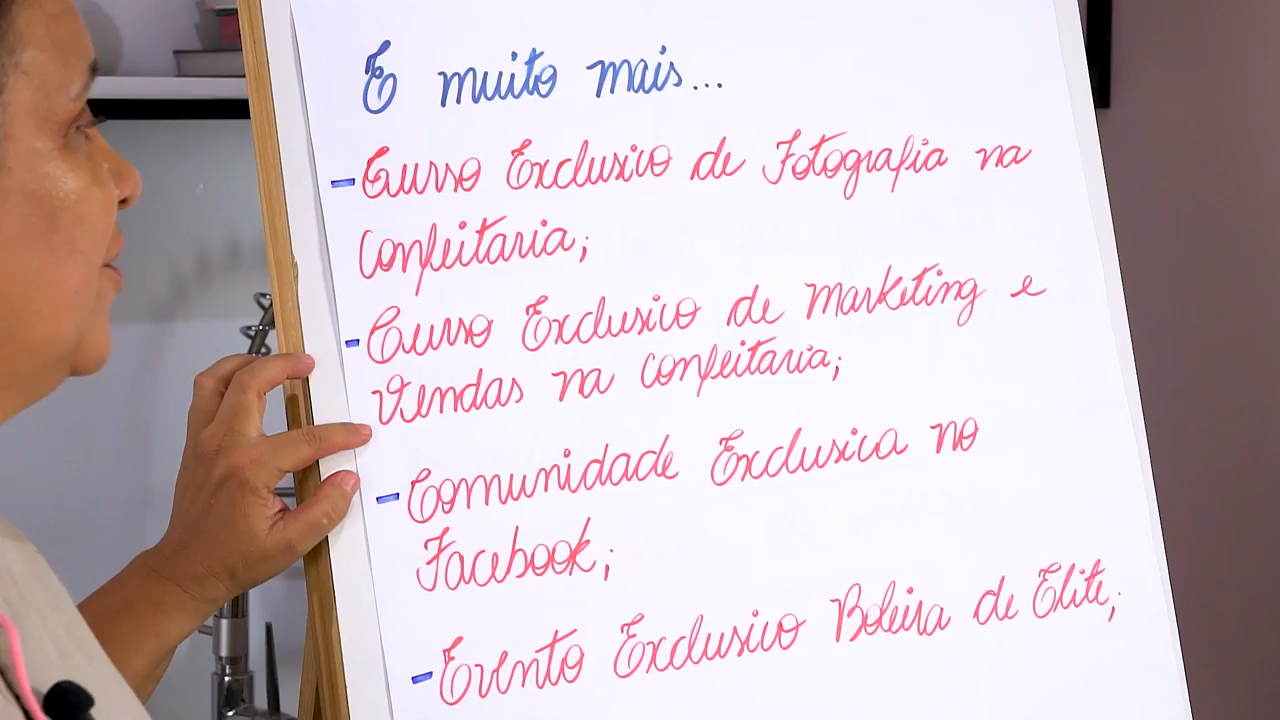 E muito mais...
- Curso Exclusivo de Fotografia na
Confeitaria;
- Curso Exclusivo de Marketing e
Vendas na confeitaria;
- Comunidade Exclusiva no
Facebook;
- Evento Exclusivo Boleira de Elite;